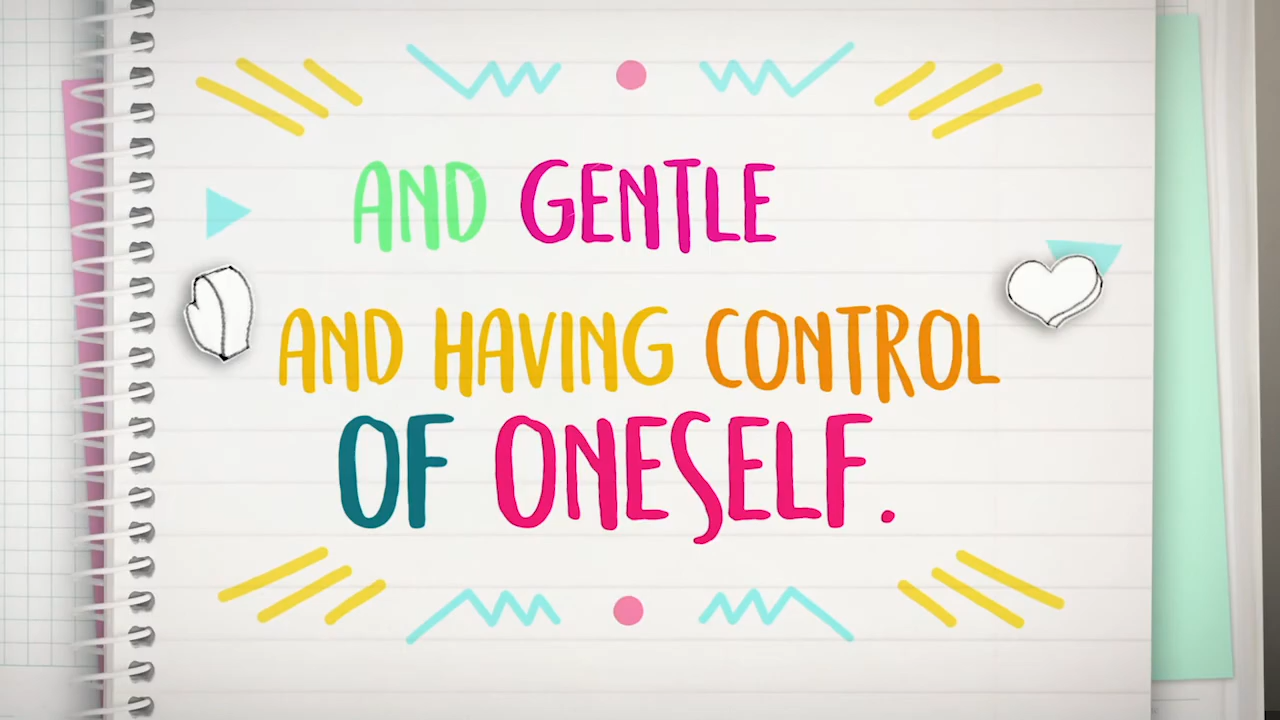 AND GENTLE
AND HAVING CONTROL
OF ONESELF.